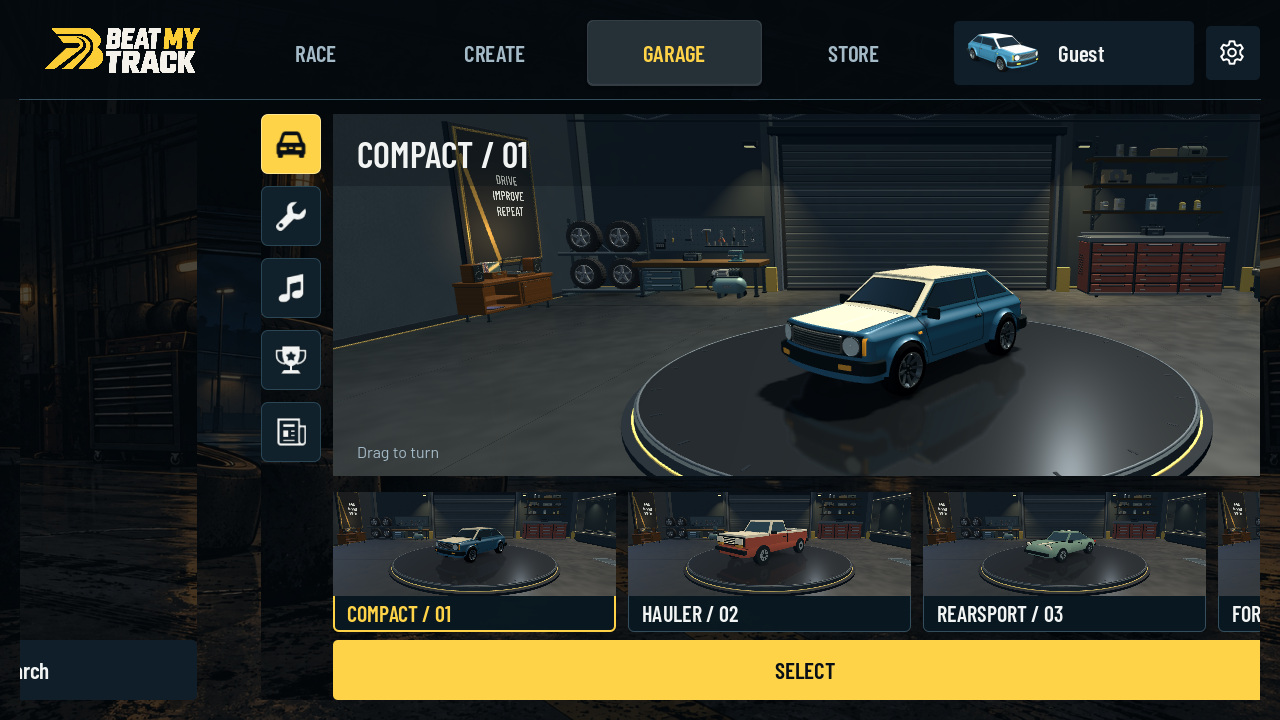 BEAT MY
TRACK
RACE
CREATE
GARAGE
STORE
Guest
COMPACT / 01
DRIVE
IMPROVE
REPEAT
Drag to turn
COMPACT / 01
HAULER / 02
REARSPORT / 03
FOR
arch
SELECT